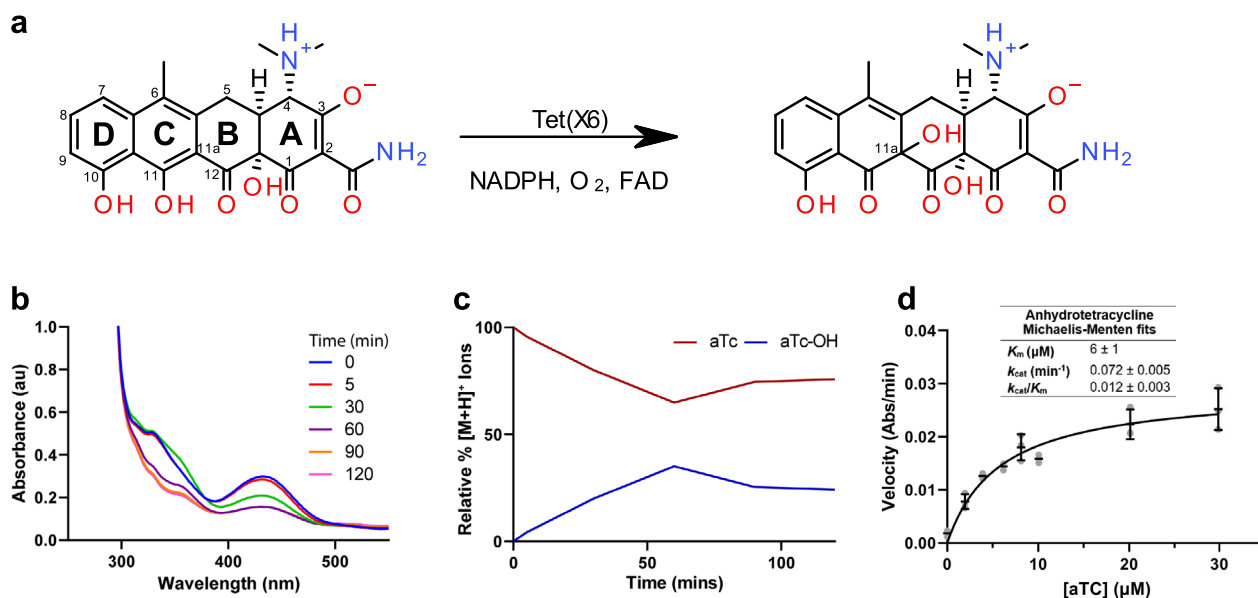 a
H
N
+
H
O
−
NH2
O
O
OH
O
OH
OH
D
C
B
A
1
2
3
4
5
6
7
8
9
10
11
11a
12
Tet(X6)
NADPH, O2, FAD
H
N
+
H
O
−
NH2
O
O
OH
O
OH
11a
O
OH
b
Absorbance (au)
1.0
0.8
0.6
0.4
0.2
0.0
300
400
500
Wavelength (nm)
Time (min)
0
5
30
60
90
120
c
Relative % [M+H]+ Ions
100
50
0
0
50
100
Time (mins)
aTc
aTc-OH
d
Velocity (Abs/min)
0.04
0.03
0.02
0.01
0.00
0
10
20
30
[aTC] (µM)
Anhydrotetracycline
Michaelis-Menten fits
Km (µM) 6 ± 1
kcat (min-1) 0.072 ± 0.005
kcat/Km 0.012 ± 0.003